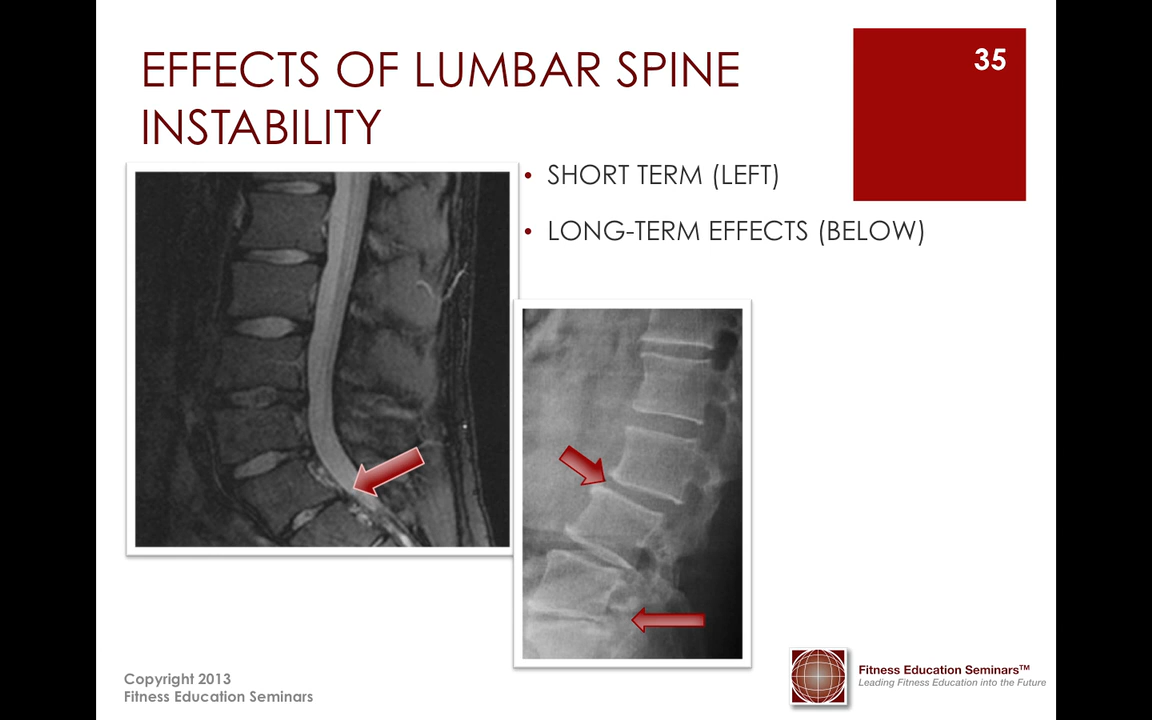 EFFECTS OF LUMBAR SPINE
INSTABILITY
35
• SHORT TERM (LEFT)
• LONG-TERM EFFECTS (BELOW)
Copyright 2013
Fitness Education Seminars
Fitness Education Seminars™
Leading Fitness Education into the Future